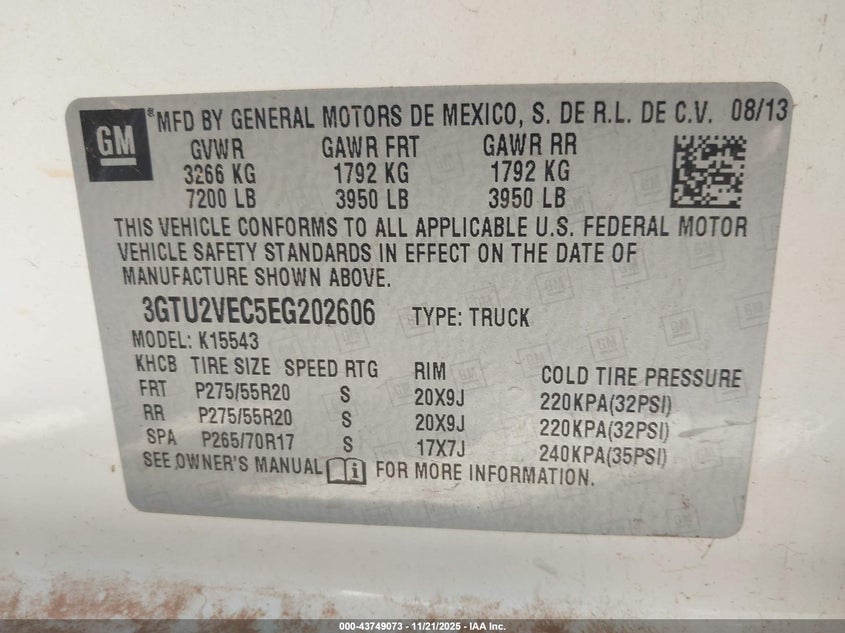 GM
®MFD BY GENERAL MOTORS DE MEXICO, S. DE R.L. DE C.V. 08/13
GVWR GAWR FRT GAWR RR
3266 KG 1792 KG 1792 KG
7200 LB 3950 LB 3950 LB
THIS VEHICLE CONFORMS TO ALL APPLICABLE U.S. FEDERAL MOTOR
VEHICLE SAFETY STANDARDS IN EFFECT ON THE DATE OF
MANUFACTURE SHOWN ABOVE.
3GTU2VEC5EG202606 TYPE: TRUCK
MODEL: K15543
KHCB TIRE SIZE SPEED RTG RIM COLD TIRE PRESSURE
FRT P275/55R20 S 20X9J 220KPA(32PSI)
RR P275/55R20 S 20X9J 220KPA(32PSI)
SPA P265/70R17 S 17X7J 240KPA(35PSI)
SEE OWNER'S MANUAL i FOR MORE INFORMATION.
000-43749073 - 11/21/2025 - IAA Inc.